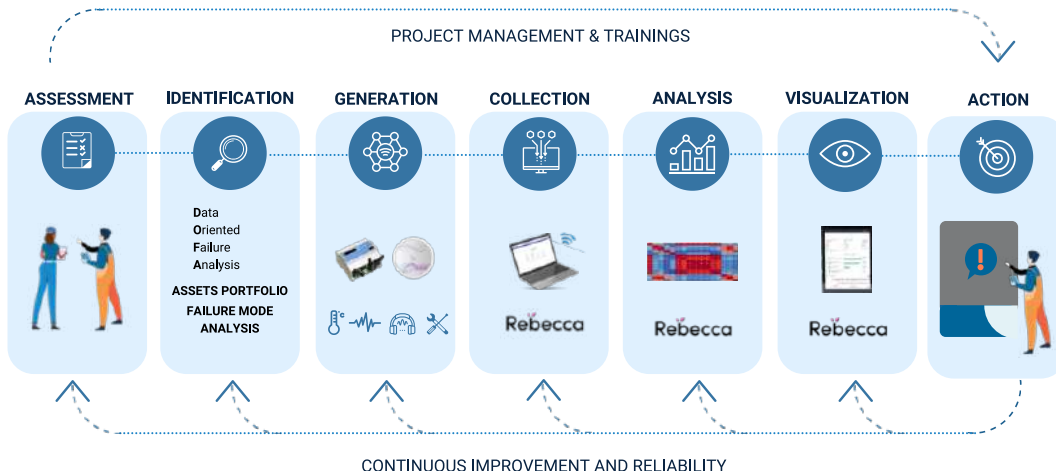 PROJECT MANAGEMENT & TRAININGS
ASSESSMENT
IDENTIFICATION
GENERATION
COLLECTION
ANALYSIS
VISUALIZATION
ACTION
Data
Oriented
Failure
Analysis
ASSETS PORTFOLIO
FAILURE MODE
ANALYSIS
°C
Rebecca
Rebecca
Rebecca
!
CONTINUOUS IMPROVEMENT AND RELIABILITY